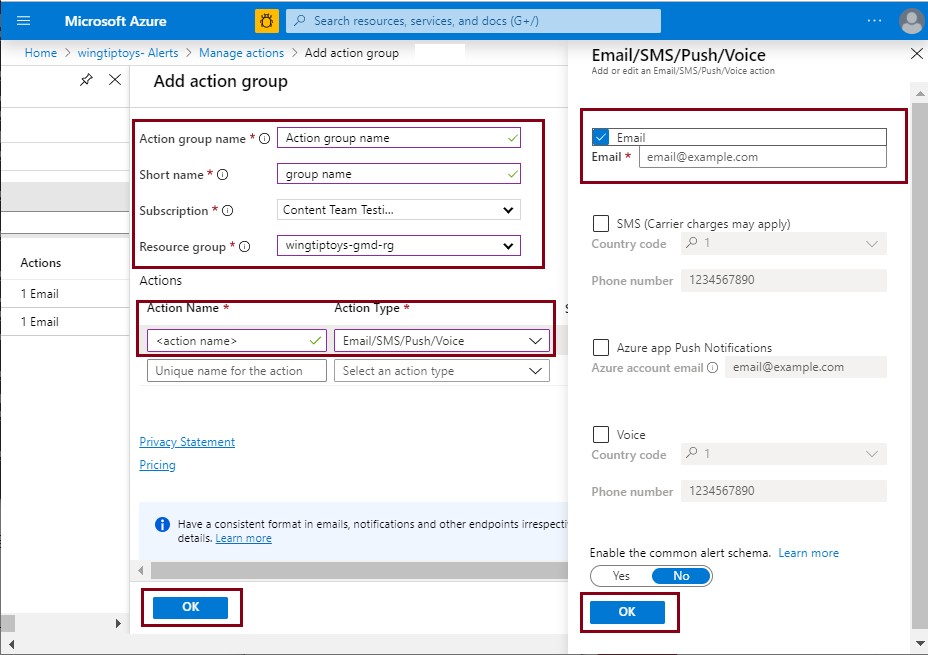 Microsoft Azure
Search resources, services, and docs (G+/)
Home > wingtiptoys- Alerts > Manage actions > Add action group
Add action group
Actions
1 Email
1 Email
Action group name *
Action group name
Short name *
group name
Subscription *
Content Team Testi...
Resource group *
wingtiptoys-gmd-rg
Actions
Action Name *
Action Type *
S
<action name>
Email/SMS/Push/Voice
Unique name for the action
Select an action type
Privacy Statement
Pricing
Have a consistent format in emails, notifications and other endpoints irrespecti
details. Learn more
OK
Email/SMS/Push/Voice
Add or edit an Email/SMS/Push/Voice action
Email
Email *
email@example.com
SMS (Carrier charges may apply)
Country code
1
Phone number
1234567890
Azure app Push Notifications
Azure account email
email@example.com
Voice
Country code
1
Phone number
1234567890
Enable the common alert schema. Learn more
Yes
No
OK